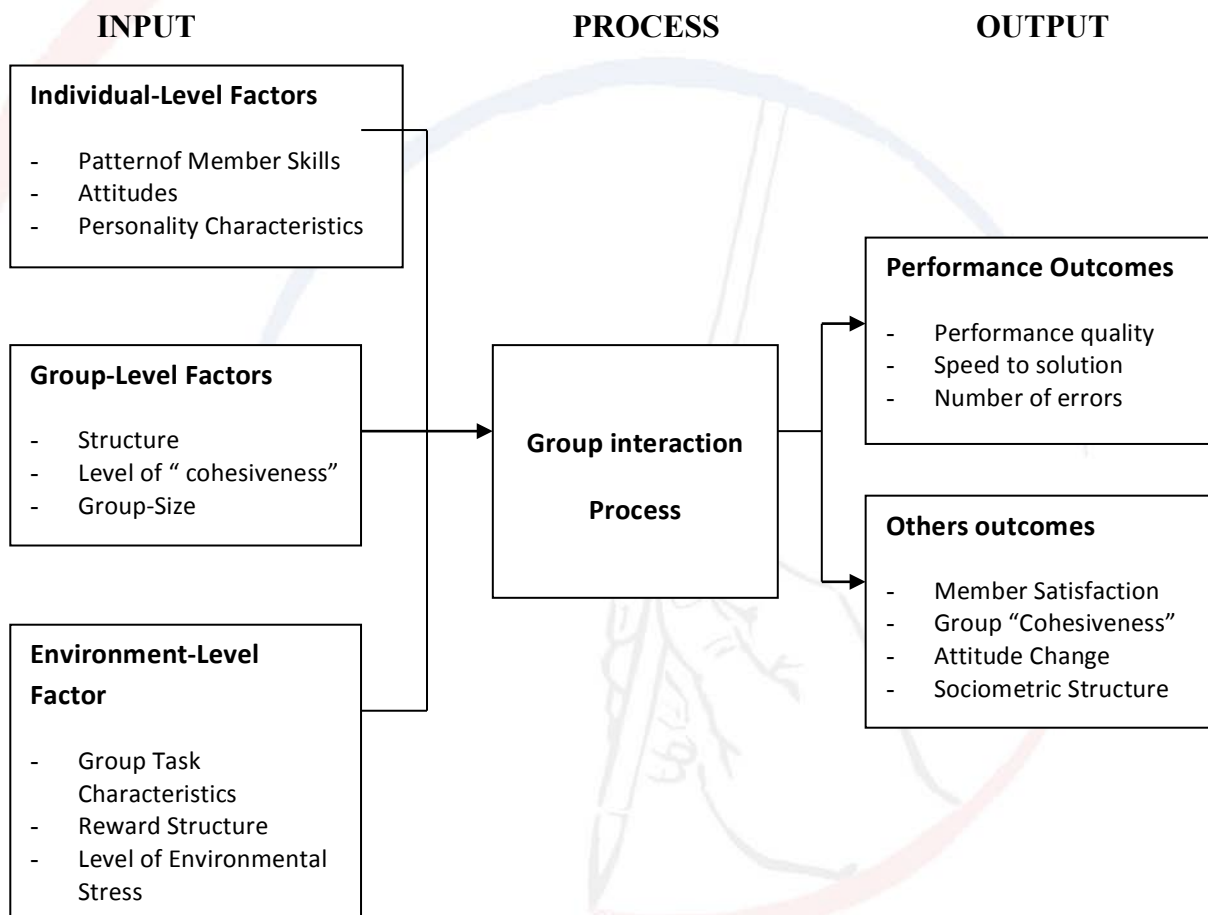 INPUT
PROCESS
OUTPUT
Individual-Level Factors
- Patternof Member Skills
- Attitudes
- Personality Characteristics
Group-Level Factors
- Structure
- Level of “ cohesiveness”
- Group-Size
Environment-Level
Factor
- Group Task
Characteristics
- Reward Structure
- Level of Environmental
Stress
Group interaction
Process
Performance Outcomes
- Performance quality
- Speed to solution
- Number of errors
Others outcomes
- Member Satisfaction
- Group “Cohesiveness”
- Attitude Change
- Sociometric Structure